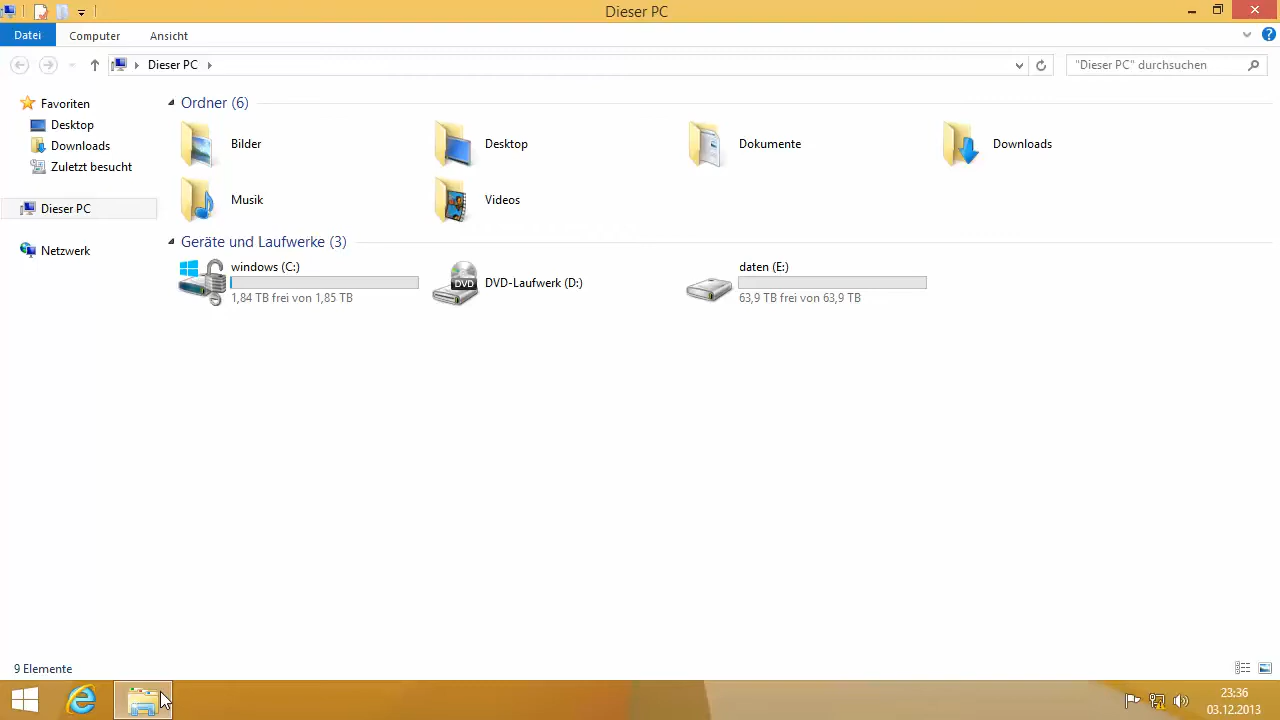 Dieser PC
Datei Computer Ansicht
Dieser PC "Dieser PC" durchsuchen
Favoriten
Desktop
Downloads
Zuletzt besucht
Dieser PC
Netzwerk
Ordner (6)
Bilder Desktop Dokumente Downloads
Musik Videos
Geräte und Laufwerke (3)
windows (C:)
1,84 TB frei von 1,85 TB
DVD
DVD-Laufwerk (D:)
daten (E:)
63,9 TB frei von 63,9 TB
9 Elemente
23:36
03.12.2013